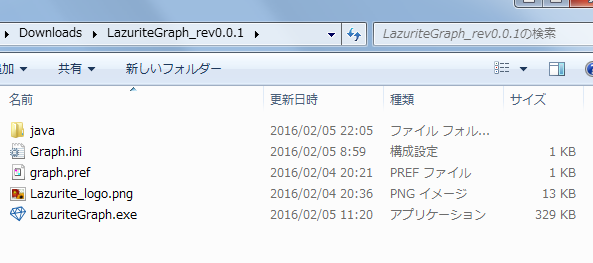 Downloads ▸ LazuriteGraph_rev0.0.1 ▸ LazuriteGraph_rev0.0.1の検索
追加 共有 新しいフォルダー
名前 更新日時 種類 サイズ
java 2016/02/05 22:05 ファイル フォル...
Graph.ini 2016/02/05 8:59 構成設定 1 KB
graph.pref 2016/02/04 20:21 PREF ファイル 1 KB
Lazurite_logo.png 2016/02/04 20:36 PNG イメージ 13 KB
LazuriteGraph.exe 2016/02/05 11:20 アプリケーション 329 KB